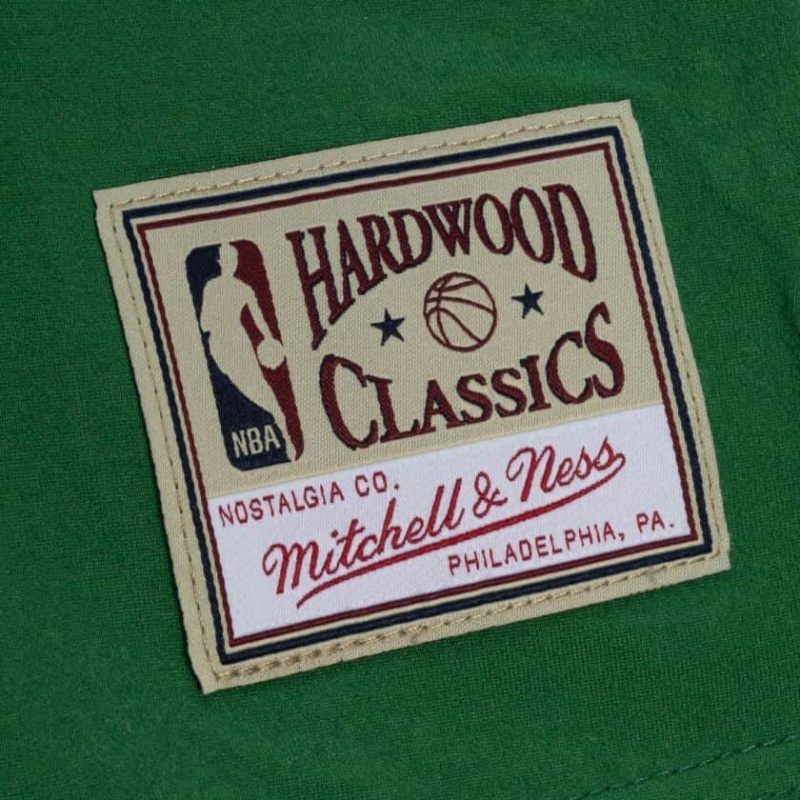 HARDWOOD
CLASSICS
NBA
NOSTALGIA CO.
Mitchell & Ness
PHILADELPHIA, PA.